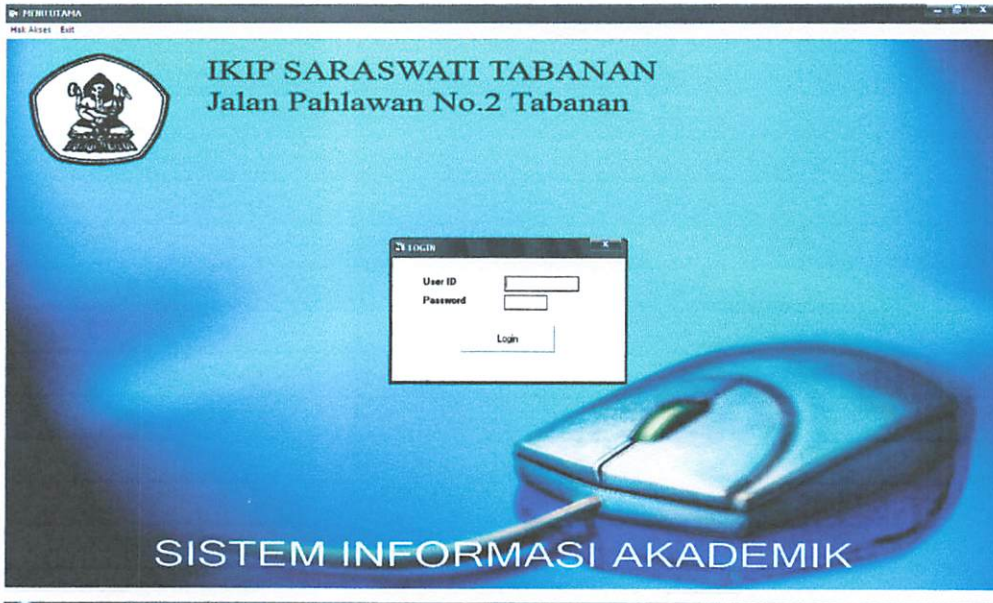 MENU UTAMA
Hak Akses Exit
IKIP SARASWATI TABANAN
Jalan Pahlawan No.2 Tabanan
LOGIN
User ID
Password
Login
SISTEM INFORMASI AKADEMIK